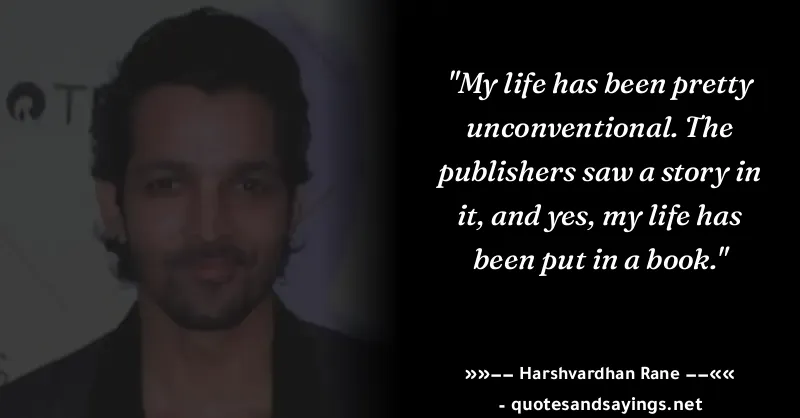 "My life has been pretty
unconventional. The
publishers saw a story in
it, and yes, my life has
been put in a book."
»»—— Harshvardhan Rane ——««
- quotesandsayings.net